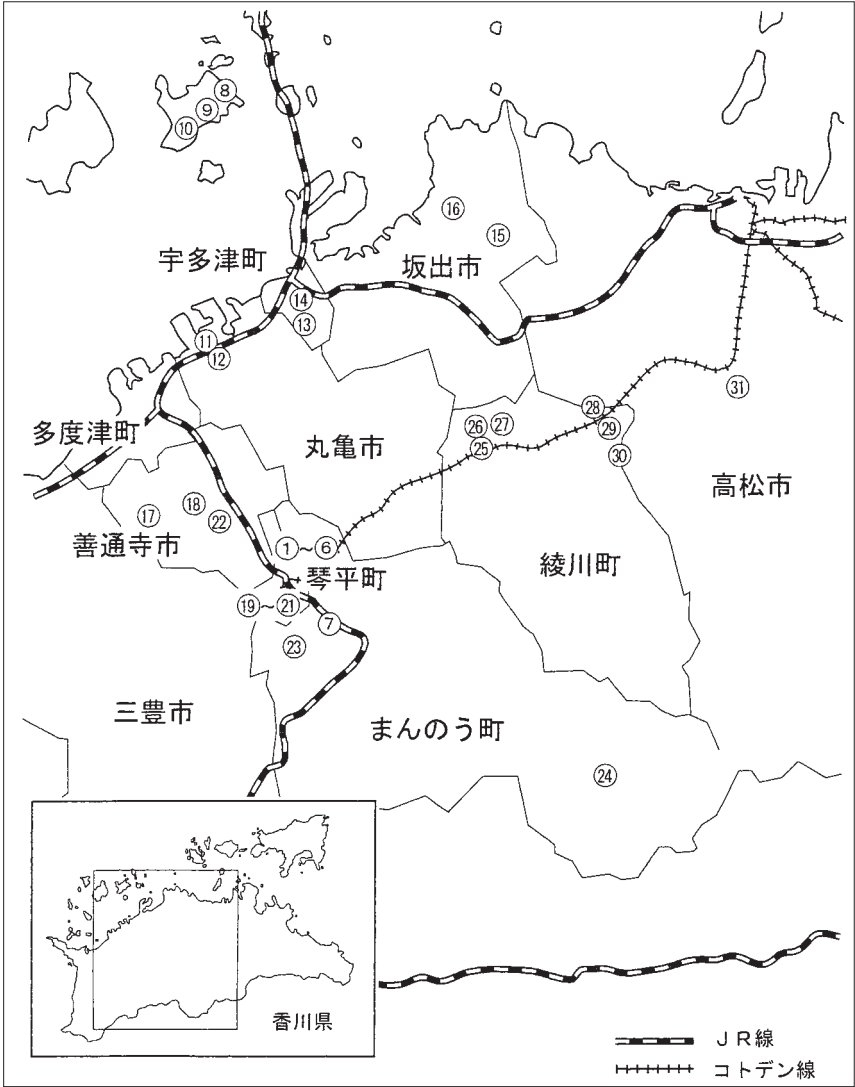 ⑧
⑨
⑩
⑯
⑮
宇多津町
坂出市
⑭
⑬
⑪
⑫
㉛
多度津町
丸亀市
㉘
㉖ ㉗
㉙
㉕
㉚
高松市
⑱
⑰
㉒
善通寺市
①～⑥
綾川町
琴平町
⑲～㉑
⑦
㉓
三豊市
まんのう町
㉔
香川県
JR線
コトデン線